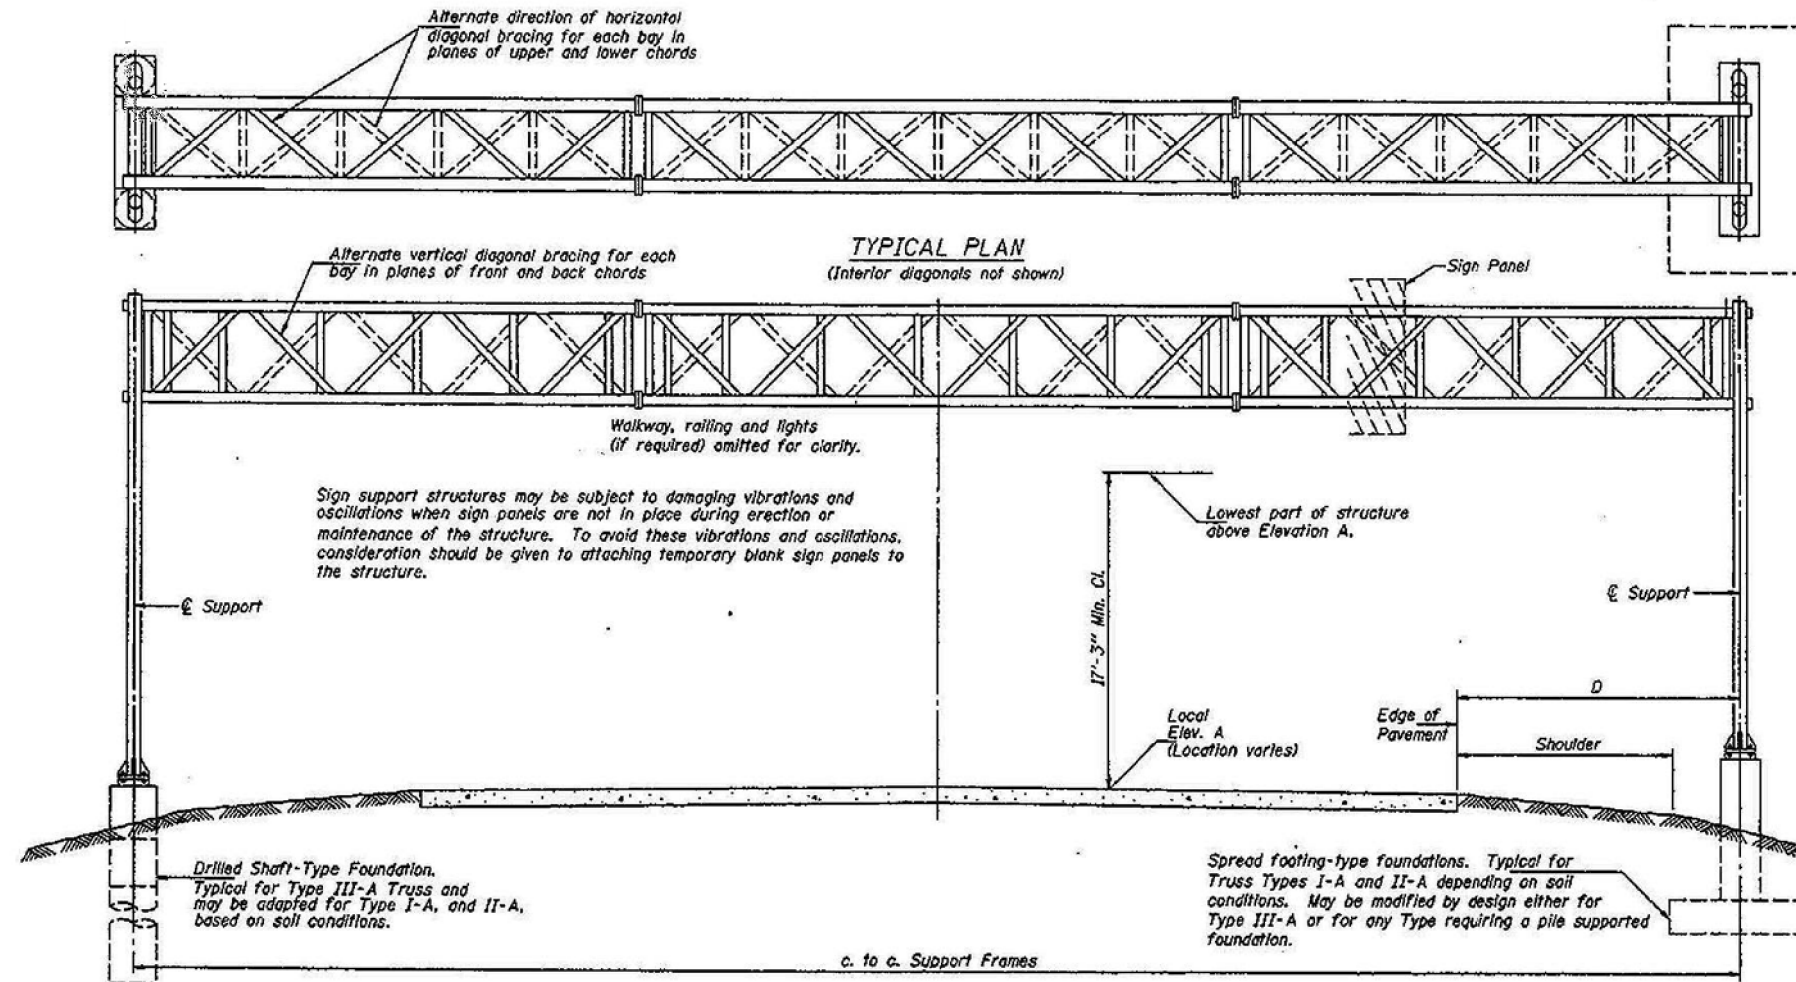 Alternate direction of horizontal
diagonal bracing for each bay in
planes of upper and lower chords
TYPICAL PLAN
(Interior diagonals not shown)
Alternate vertical diagonal bracing for each
bay in planes of front and back chords
Sign Panel
Walkway, railing and lights
(if required) omitted for clarity.
Sign support structures may be subject to damaging vibrations and
oscillations when sign panels are not in place during erection or
maintenance of the structure. To avoid these vibrations and oscillations,
consideration should be given to attaching temporary blank sign panels to
the structure.
Lowest part of structure
above Elevation A.
17'-3" Min. Cl.
℄ Support
℄ Support
D
Local
Elev. A
(Location varies)
Edge of
Pavement
Shoulder
Drilled Shaft-Type Foundation.
Typical for Type III-A Truss and
may be adapted for Type I-A, and II-A,
based on soil conditions.
Spread footing-type foundations. Typical for
Truss Types I-A and II-A depending on soil
conditions. May be modified by design either for
Type III-A or for any Type requiring a pile supported
foundation.
c. to c. Support Frames